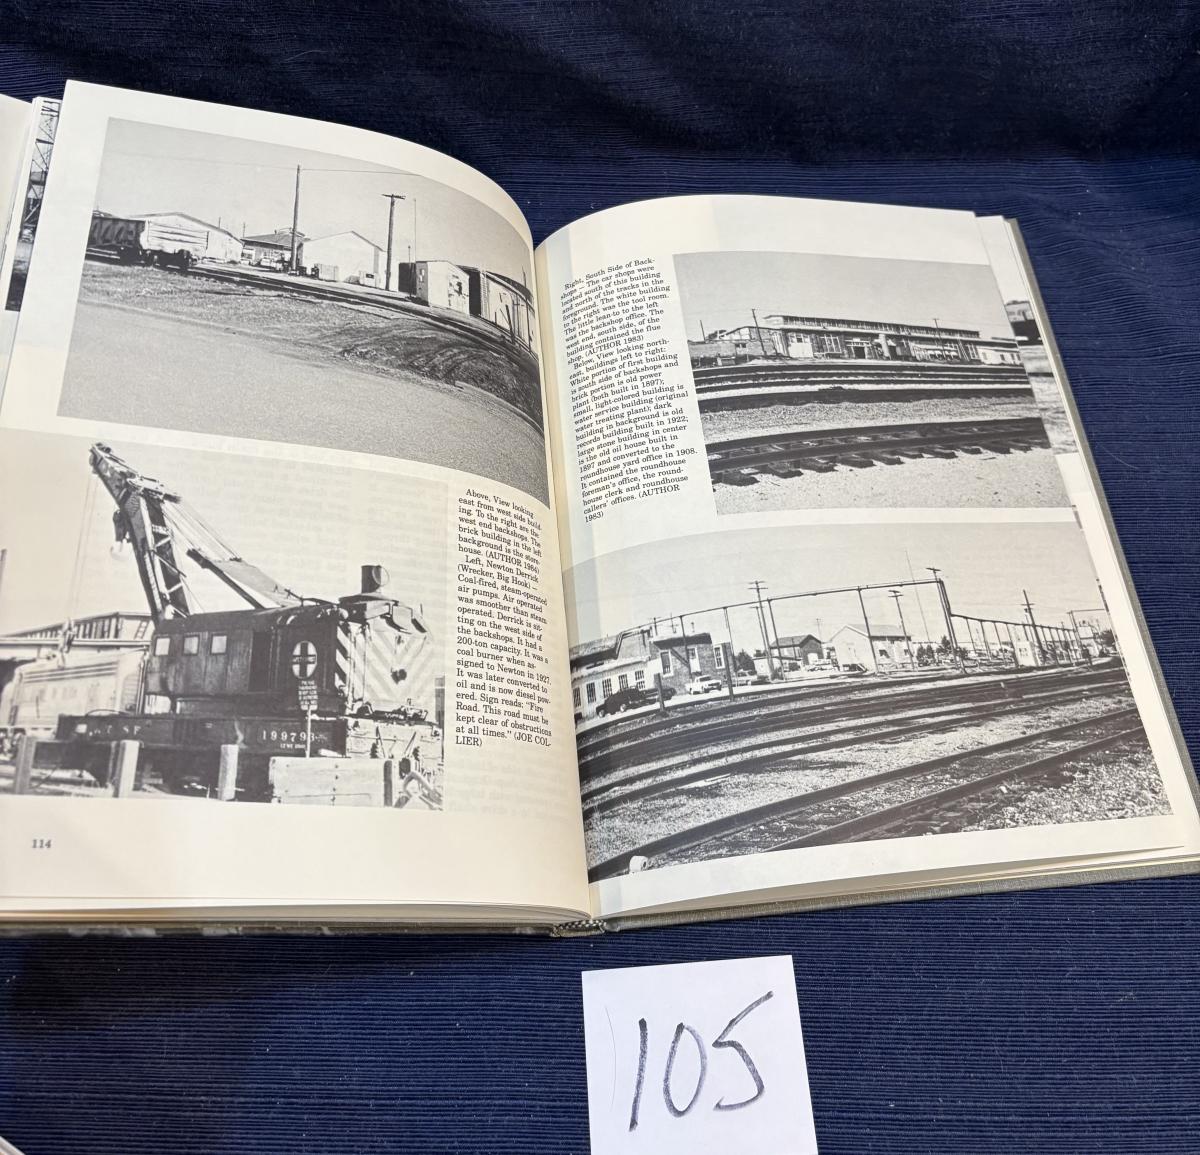 Above, View looking
east from west side build-
ing. To the right are the
west end backshops. The
brick building in the left
background is the store-
house. (AUTHOR 1984)
Left, Newton Derrick
(Wrecker, Big Hook) —
Coal-fired, steam-operated
air pumps. Air operated
was smoother than steam
operated. Derrick is sit-
ting on the west side of
the backshops. It had a
200-ton capacity. It was a
coal burner when as-
signed to Newton in 1927.
It was later converted to
oil and is now diesel pow-
ered. Sign reads: "Fire
Road. This road must be
kept clear of obstructions
at all times." (JOE COL-
LIER)
199793
114
Right, South Side of Back-
shops — The car shops were
located south of this building
and north of the tracks in the
foreground. The white building
to the right was the tool room.
The little lean-to to the left
was the backshop office. The
west end, south side, of the
building contained the flue
shop. (AUTHOR 1983)
Below, View looking north-
east, buildings left to right:
White portion of first building
is south side of backshops and
brick portion is old power
plant (both built in 1897);
small, light-colored building is
water service building (original
water treating plant); dark
building in background is old
records building built in 1922;
large stone building in center
is the old oil house built in
1897 and converted to the
roundhouse yard office in 1908.
It contained the roundhouse
foreman's office, the round-
house clerk and roundhouse
callers' offices. (AUTHOR
1983)
105